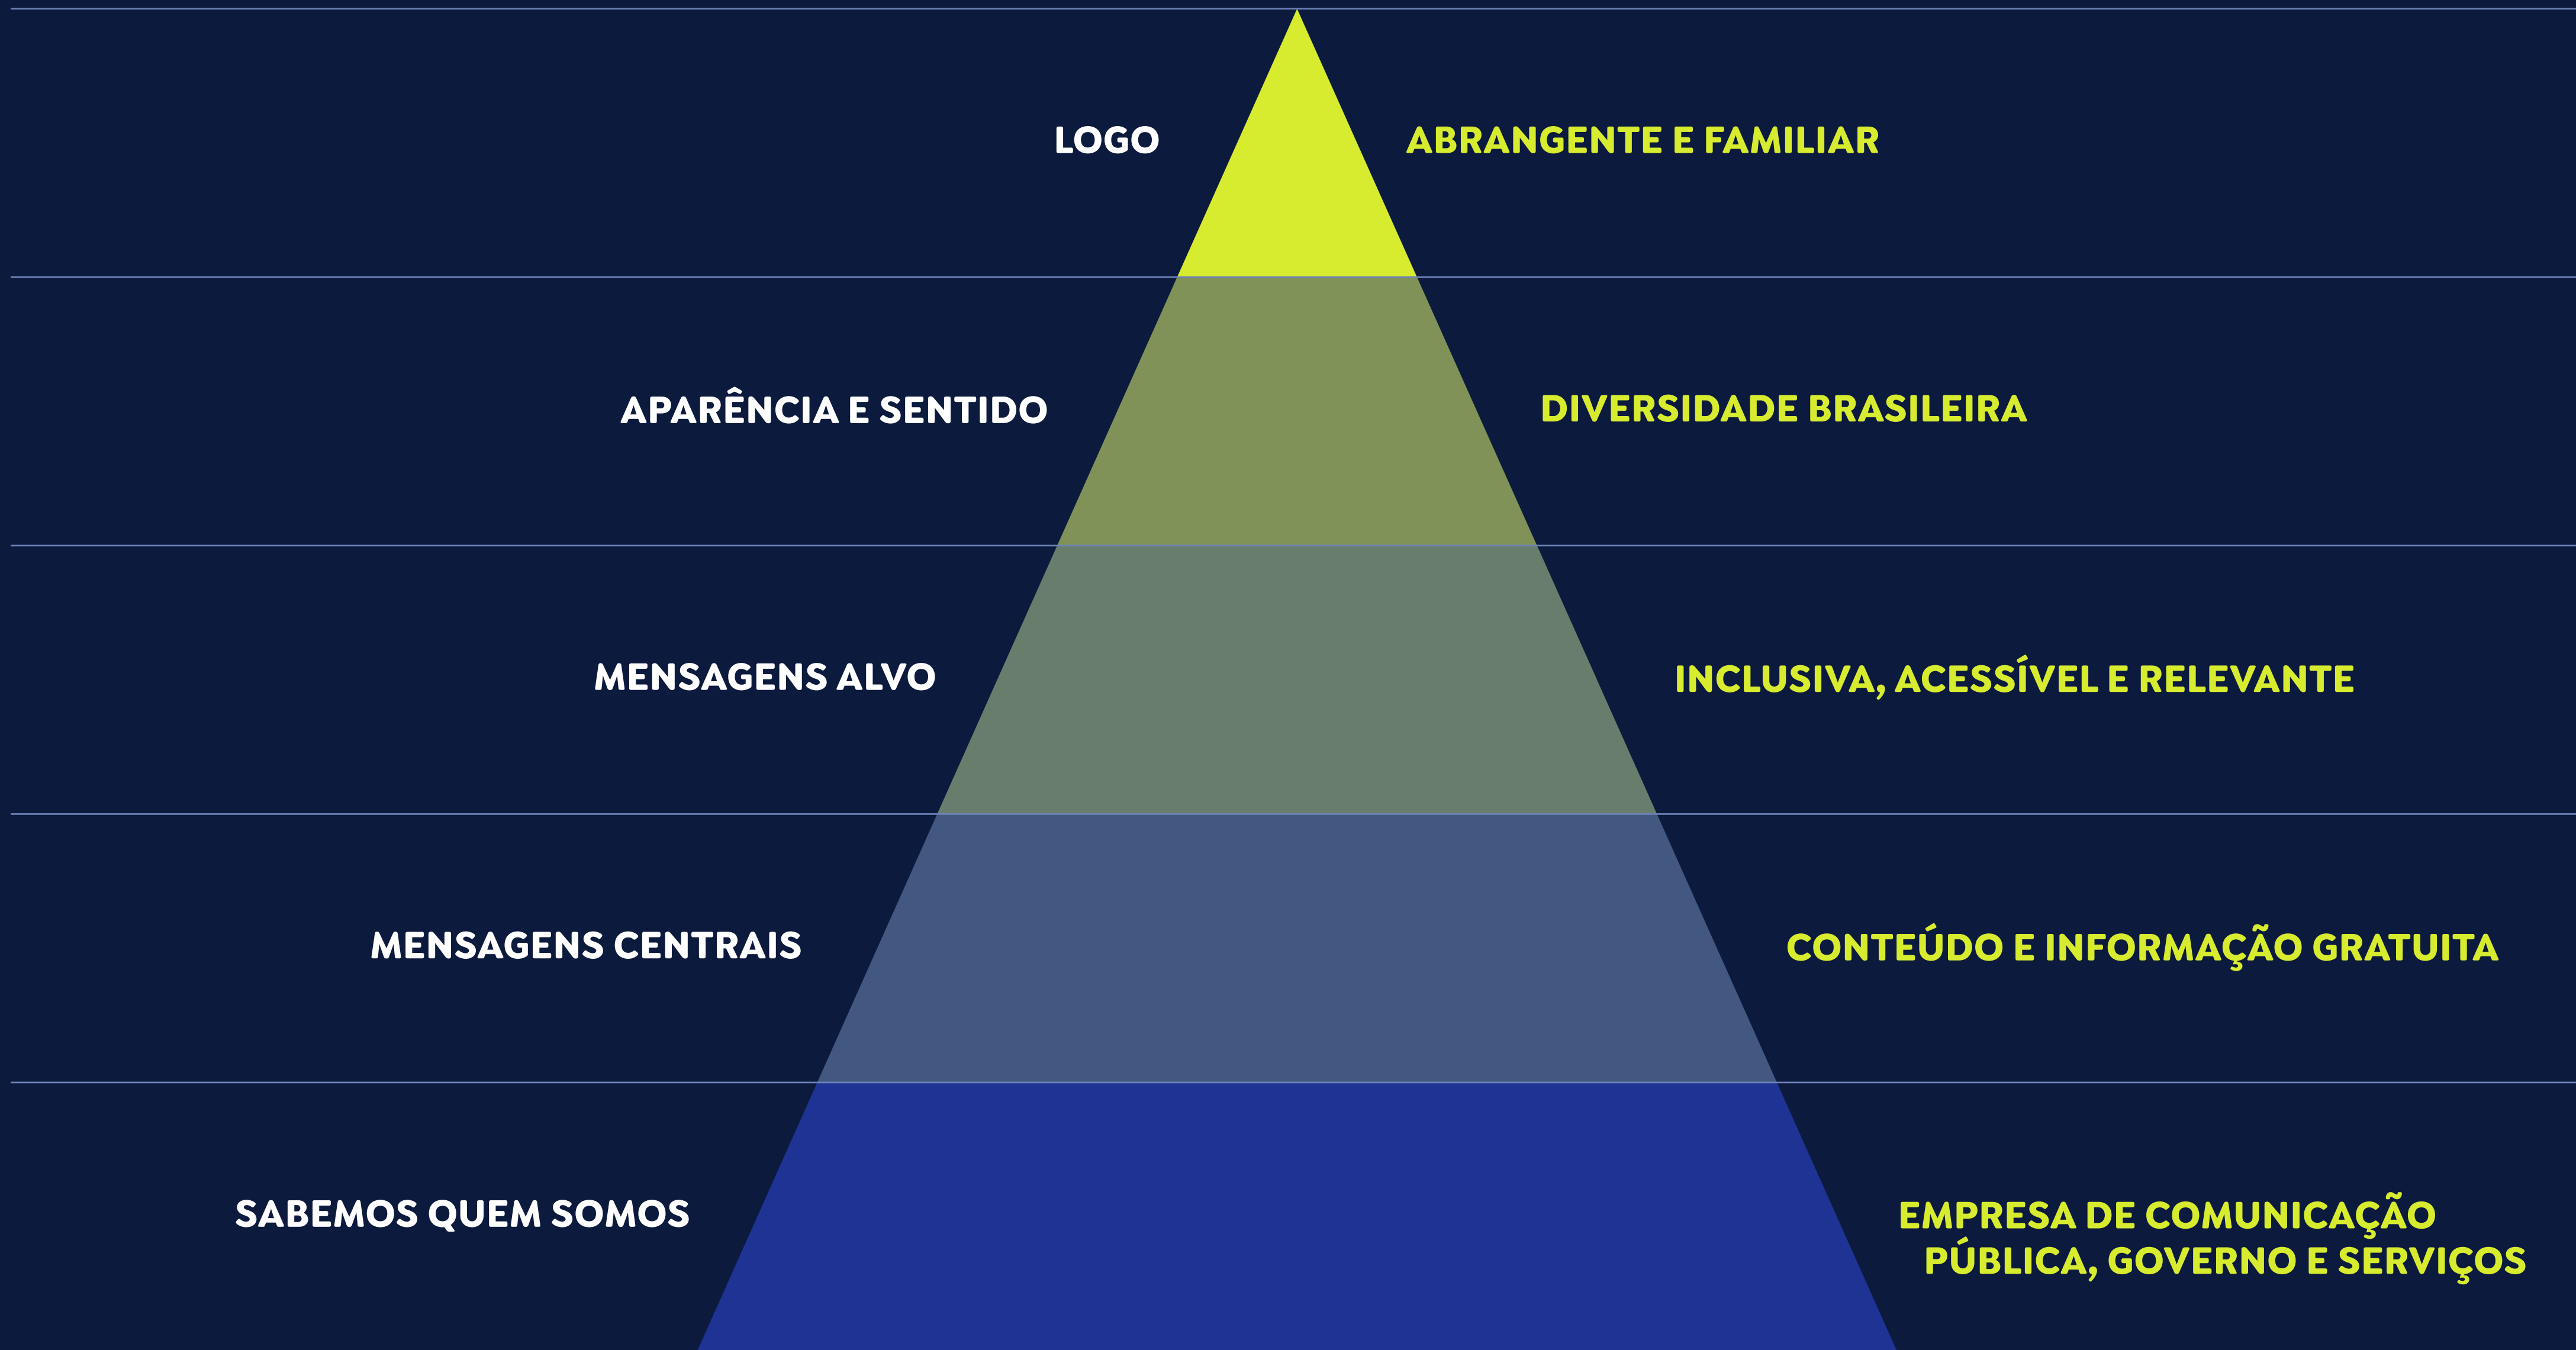 LOGO
ABRANGENTE E FAMILIAR
APARÊNCIA E SENTIDO
DIVERSIDADE BRASILEIRA
MENSAGENS ALVO
INCLUSIVA, ACESSÍVEL E RELEVANTE
MENSAGENS CENTRAIS
CONTEÚDO E INFORMAÇÃO GRATUITA
SABEMOS QUEM SOMOS
EMPRESA DE COMUNICAÇÃO
PÚBLICA, GOVERNO E SERVIÇOS